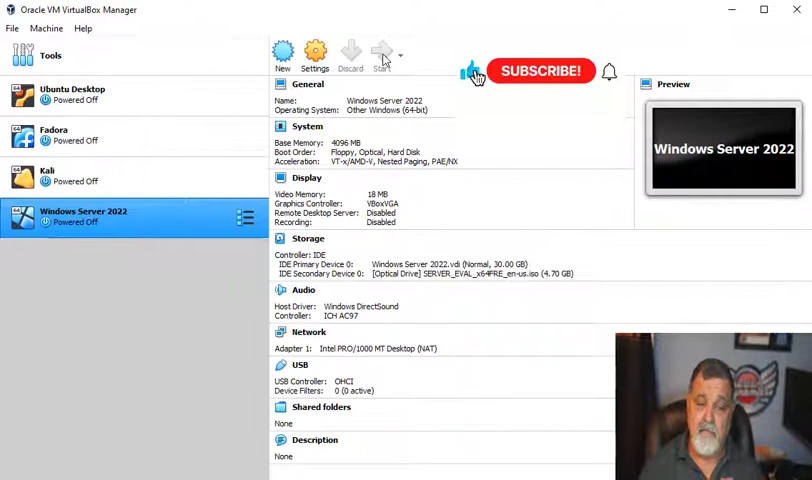 Oracle VM VirtualBox Manager
File Machine Help
Tools
64 Ubuntu Desktop
Powered Off
64 Fadora
Powered Off
64 Kali
Powered Off
64 Windows Server 2022
Powered Off
New Settings Discard Start
SUBSCRIBE!
General
Name: Windows Server 2022
Operating System: Other Windows (64-bit)
System
Base Memory: 4096 MB
Boot Order: Floppy, Optical, Hard Disk
Acceleration: VT-x/AMD-V, Nested Paging, PAE/NX
Display
Video Memory: 18 MB
Graphics Controller: VBoxVGA
Remote Desktop Server: Disabled
Recording: Disabled
Storage
Controller: IDE
IDE Primary Device 0: Windows Server 2022.vdi (Normal, 30.00 GB)
IDE Secondary Device 0: [Optical Drive] SERVER_EVAL_x64FRE_en-us.iso (4.70 GB)
Audio
Host Driver: Windows DirectSound
Controller: ICH AC97
Network
Adapter 1: Intel PRO/1000 MT Desktop (NAT)
USB
USB Controller: OHCI
Device Filters: 0 (0 active)
Shared folders
None
Description
None
Preview
Windows Server 2022